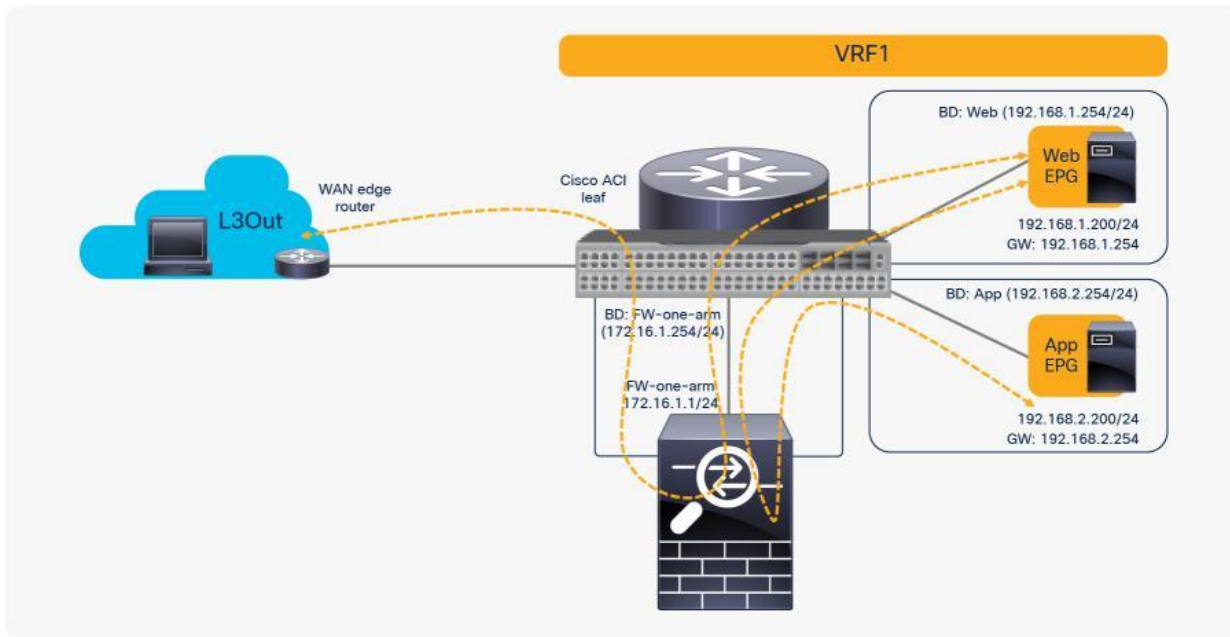 VRF1
BD: Web (192.168.1.254/24)
Web
EPG
192.168.1.200/24
GW: 192.168.1.254
WAN edge
router
L3Out
Cisco ACI
leaf
BD: App (192.168.2.254/24)
App
EPG
192.168.2.200/24
GW: 192.168.2.254
BD: FW-one-arm
(172.16.1.254/24)
FW-one-arm
172.16.1.1/24